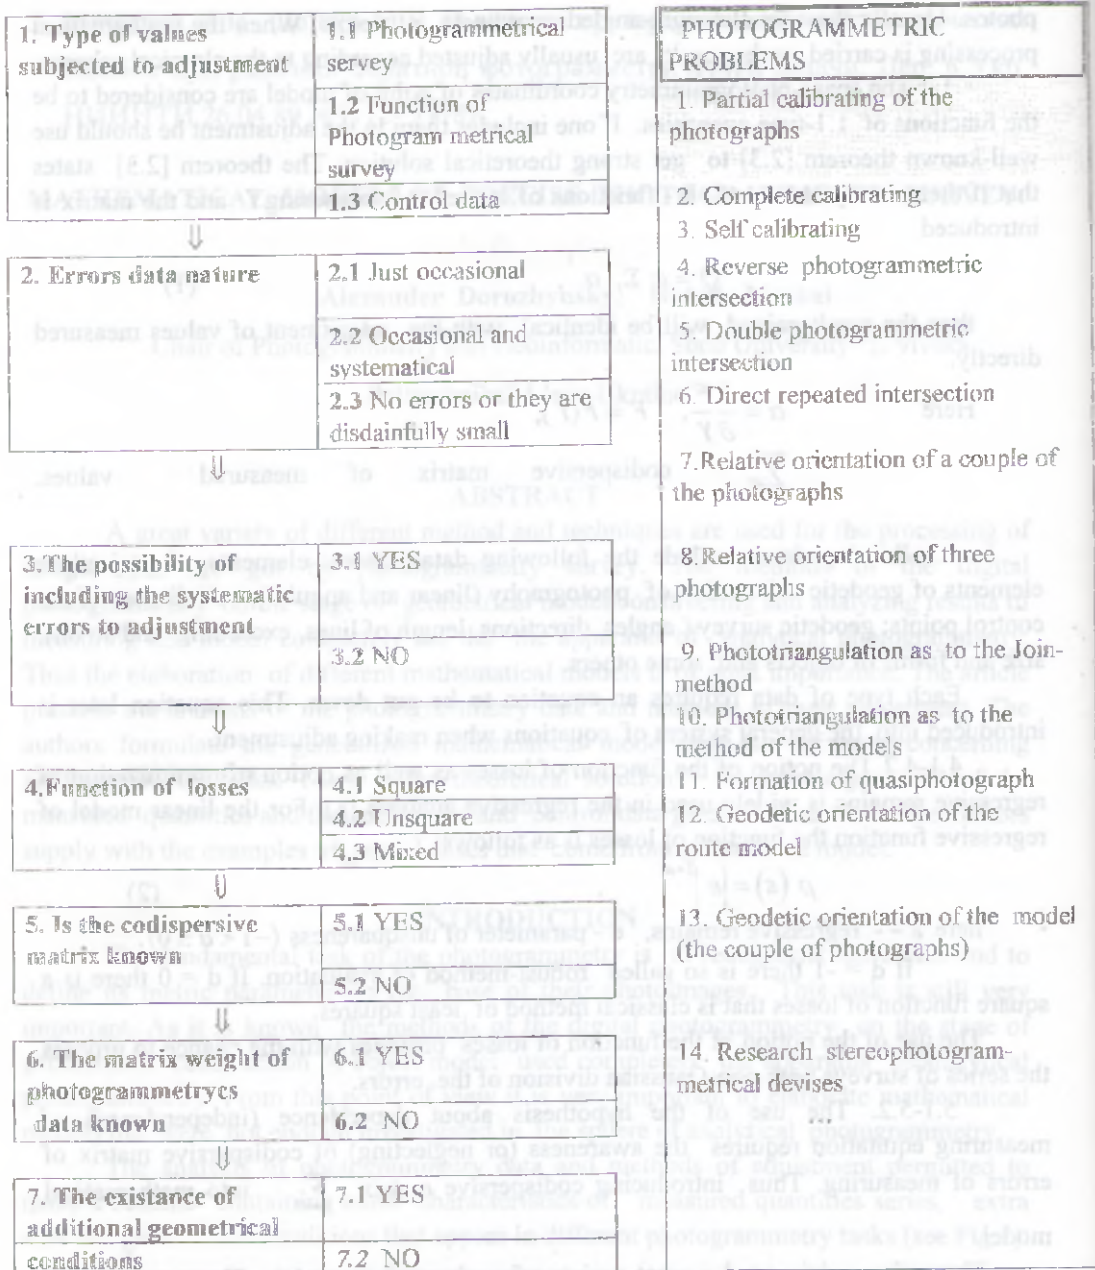 1. Type of values
subjected to adjustment
1.1 Photogrammetrical
servey
1.2 Function of
Photogram metrical
survey
1.3 Control data
⇓
2. Errors data nature
2.1 Just occasional
2.2 Occasional and
systematical
2.3 No errors or they are
disdainfully small
⇓
3.The possibility of
including the systematic
errors to adjustment
3.1 YES
3.2 NO
⇓
4.Function of losses
4.1 Square
4.2 Unsquare
4.3 Mixed
⇓
5. Is the codispersive
matrix known
5.1 YES
5.2 NO
⇓
6. The matrix weight of
photogrammetrycs
data known
6.1 YES
6.2 NO
⇓
7. The existance of
additional geometrical
conditions
7.1 YES
7.2 NO
PHOTOGRAMMETRIC
PROBLEMS
1. Partial calibrating of the
photographs
2. Complete calibrating
3. Self calibrating
4. Reverse photogrammetric
intersection
5. Double photogrammetric
intersection
6. Direct repeated intersection
7.Relative orientation of a couple of
the photographs
8.Relative orientation of three
photographs
9. Phototriangulation as to the Join-
method
10. Phototriangulation as to the
method of the models
11. Formation of quasiphotograph
12. Geodetic orientation of the
route model
13. Geodetic orientation of the model
(the couple of photographs)
14. Research stereophotogram-
metrical devises
...